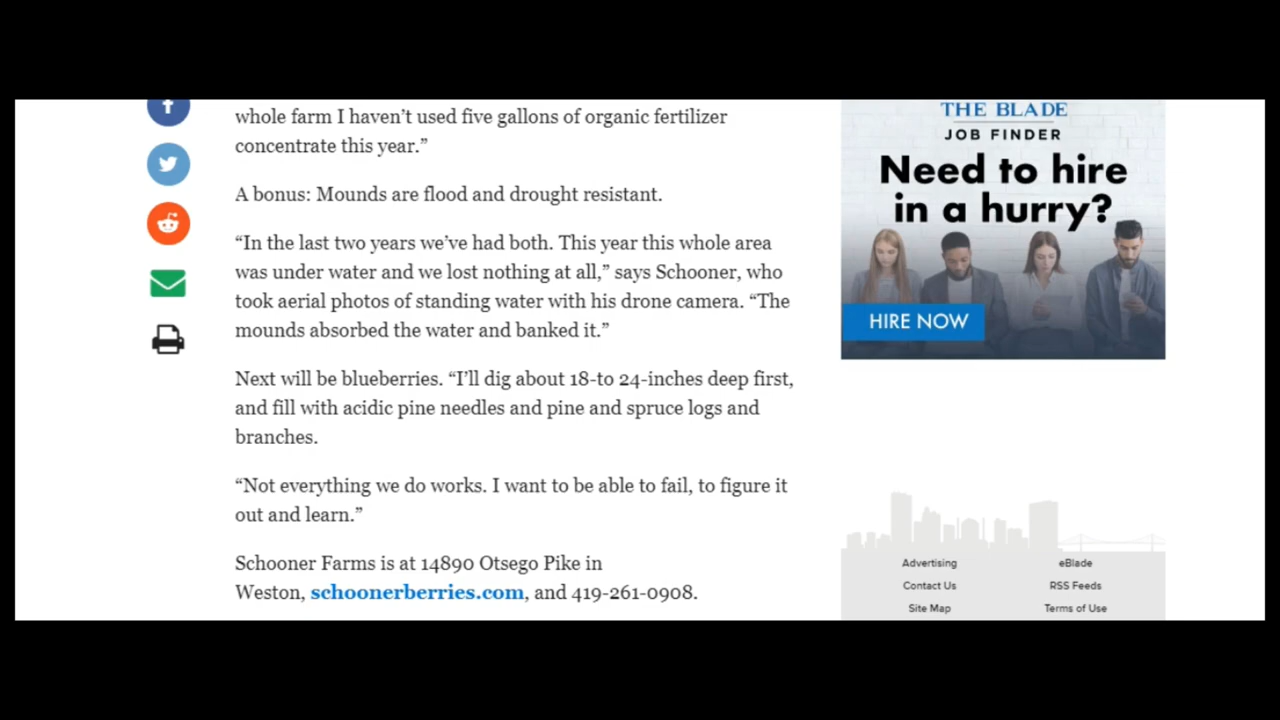 whole farm I haven’t used five gallons of organic fertilizer
concentrate this year.”
A bonus: Mounds are flood and drought resistant.
“In the last two years we’ve had both. This year this whole area
was under water and we lost nothing at all,” says Schooner, who
took aerial photos of standing water with his drone camera. “The
mounds absorbed the water and banked it.”
Next will be blueberries. “I’ll dig about 18-to 24-inches deep first,
and fill with acidic pine needles and pine and spruce logs and
branches.
“Not everything we do works. I want to be able to fail, to figure it
out and learn.”
Schooner Farms is at 14890 Otsego Pike in
Weston, schoonerberries.com, and 419-261-0908.
THE BLADE
JOB FINDER
Need to hire
in a hurry?
HIRE NOW
Advertising
eBlade
Contact Us
RSS Feeds
Site Map
Terms of Use